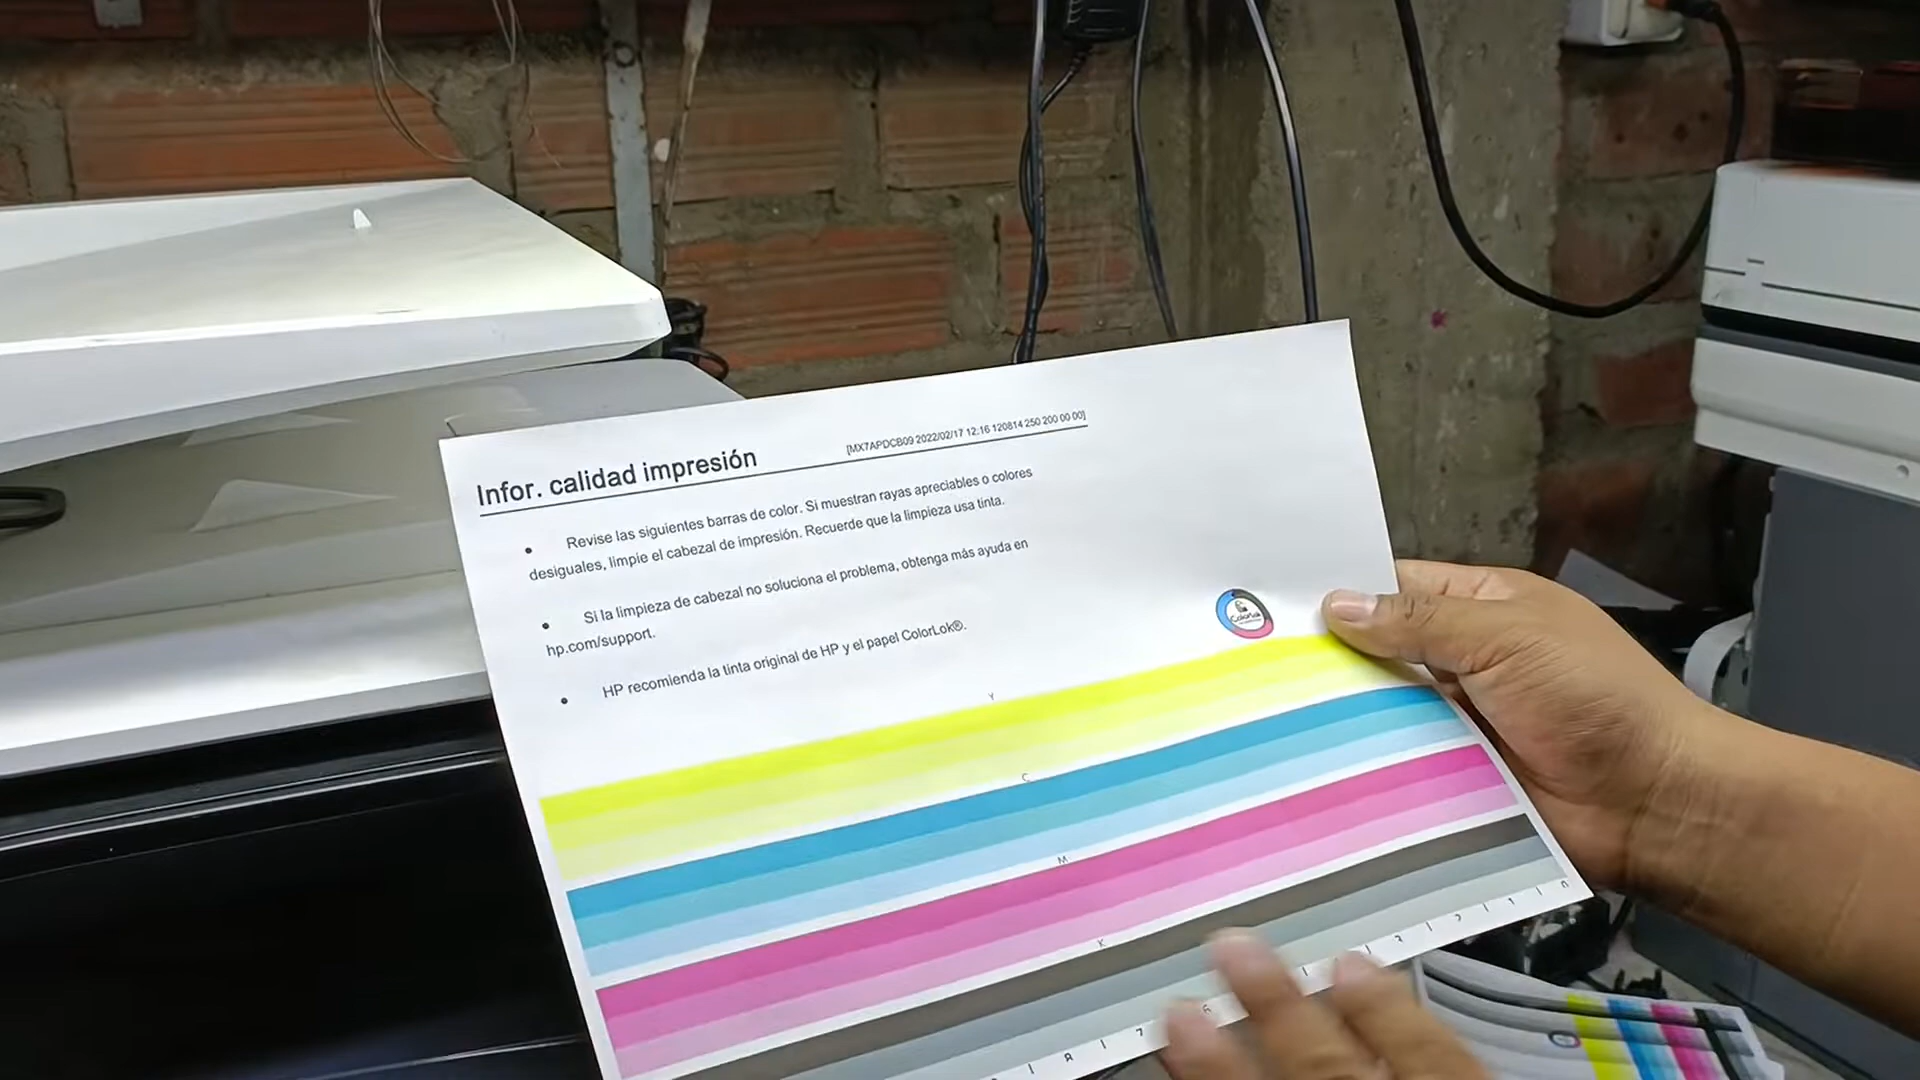 Infor. calidad impresión
[MX7APDCB09 2022/02/17 12:16 120814 250 200 00 00]
Revise las siguientes barras de color. Si muestran rayas apreciables o colores
desiguales, limpie el cabezal de impresión. Recuerde que la limpieza usa tinta.
Si la limpieza de cabezal no soluciona el problema, obtenga más ayuda en
hp.com/support.
HP recomienda la tinta original de HP y el papel ColorLok®.
ColorLok
Y
C
M
K